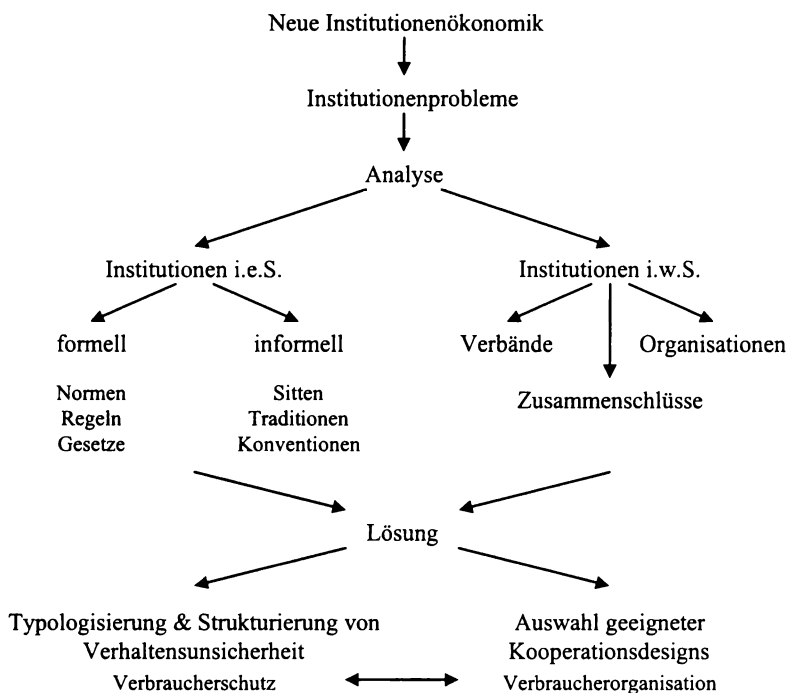 Neue Institutionenökonomik
Institutionenprobleme
Analyse
Institutionen i.e.S.
Institutionen i.w.S.
formell
informell
Verbände
Organisationen
Normen
Regeln
Gesetze
Sitten
Traditionen
Konventionen
Zusammenschlüsse
Lösung
Typologisierung & Strukturierung von
Verhaltensunsicherheit
Verbraucherschutz
Auswahl geeigneter
Kooperationsdesigns
Verbraucherorganisation